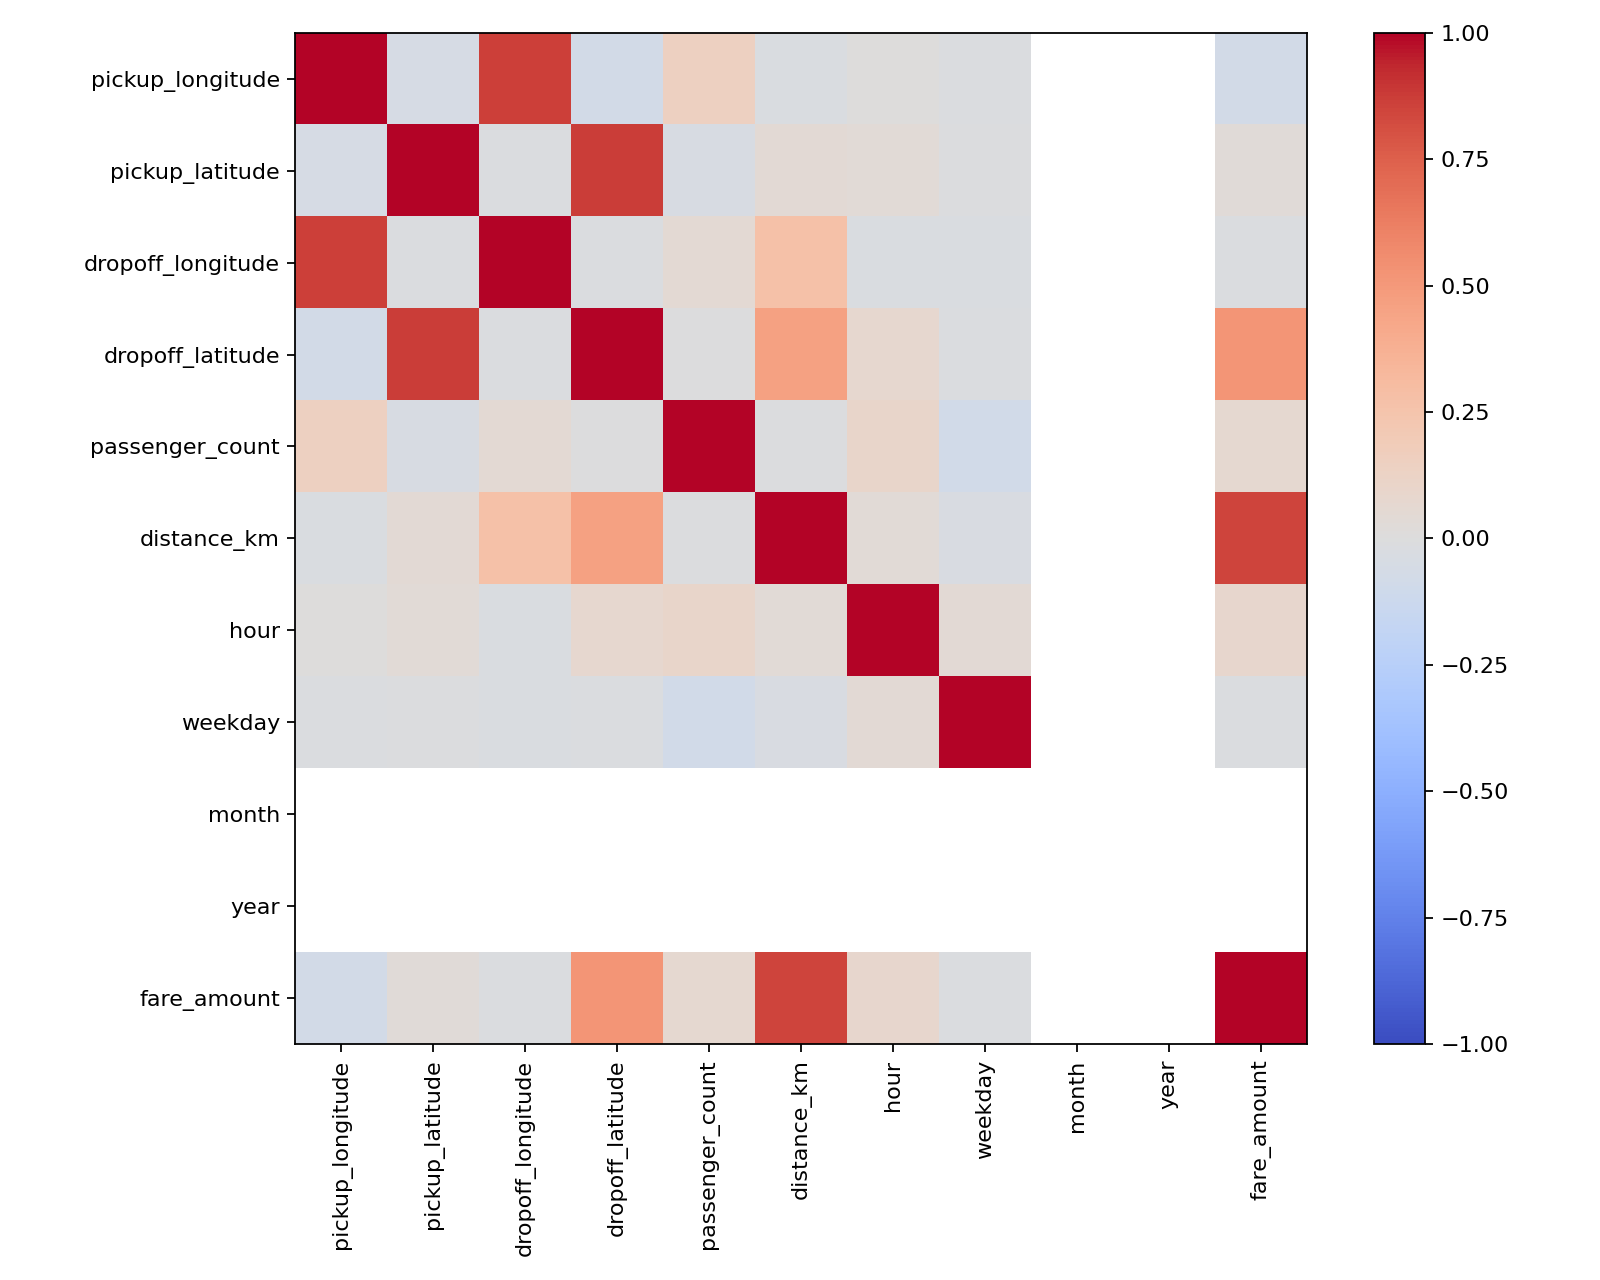 pickup_longitude
pickup_latitude
dropoff_longitude
dropoff_latitude
passenger_count
distance_km
hour
weekday
month
year
fare_amount
pickup_longitude
pickup_latitude
dropoff_longitude
dropoff_latitude
passenger_count
distance_km
hour
weekday
month
year
fare_amount
1.00
0.75
0.50
0.25
0.00
−0.25
−0.50
−0.75
−1.00